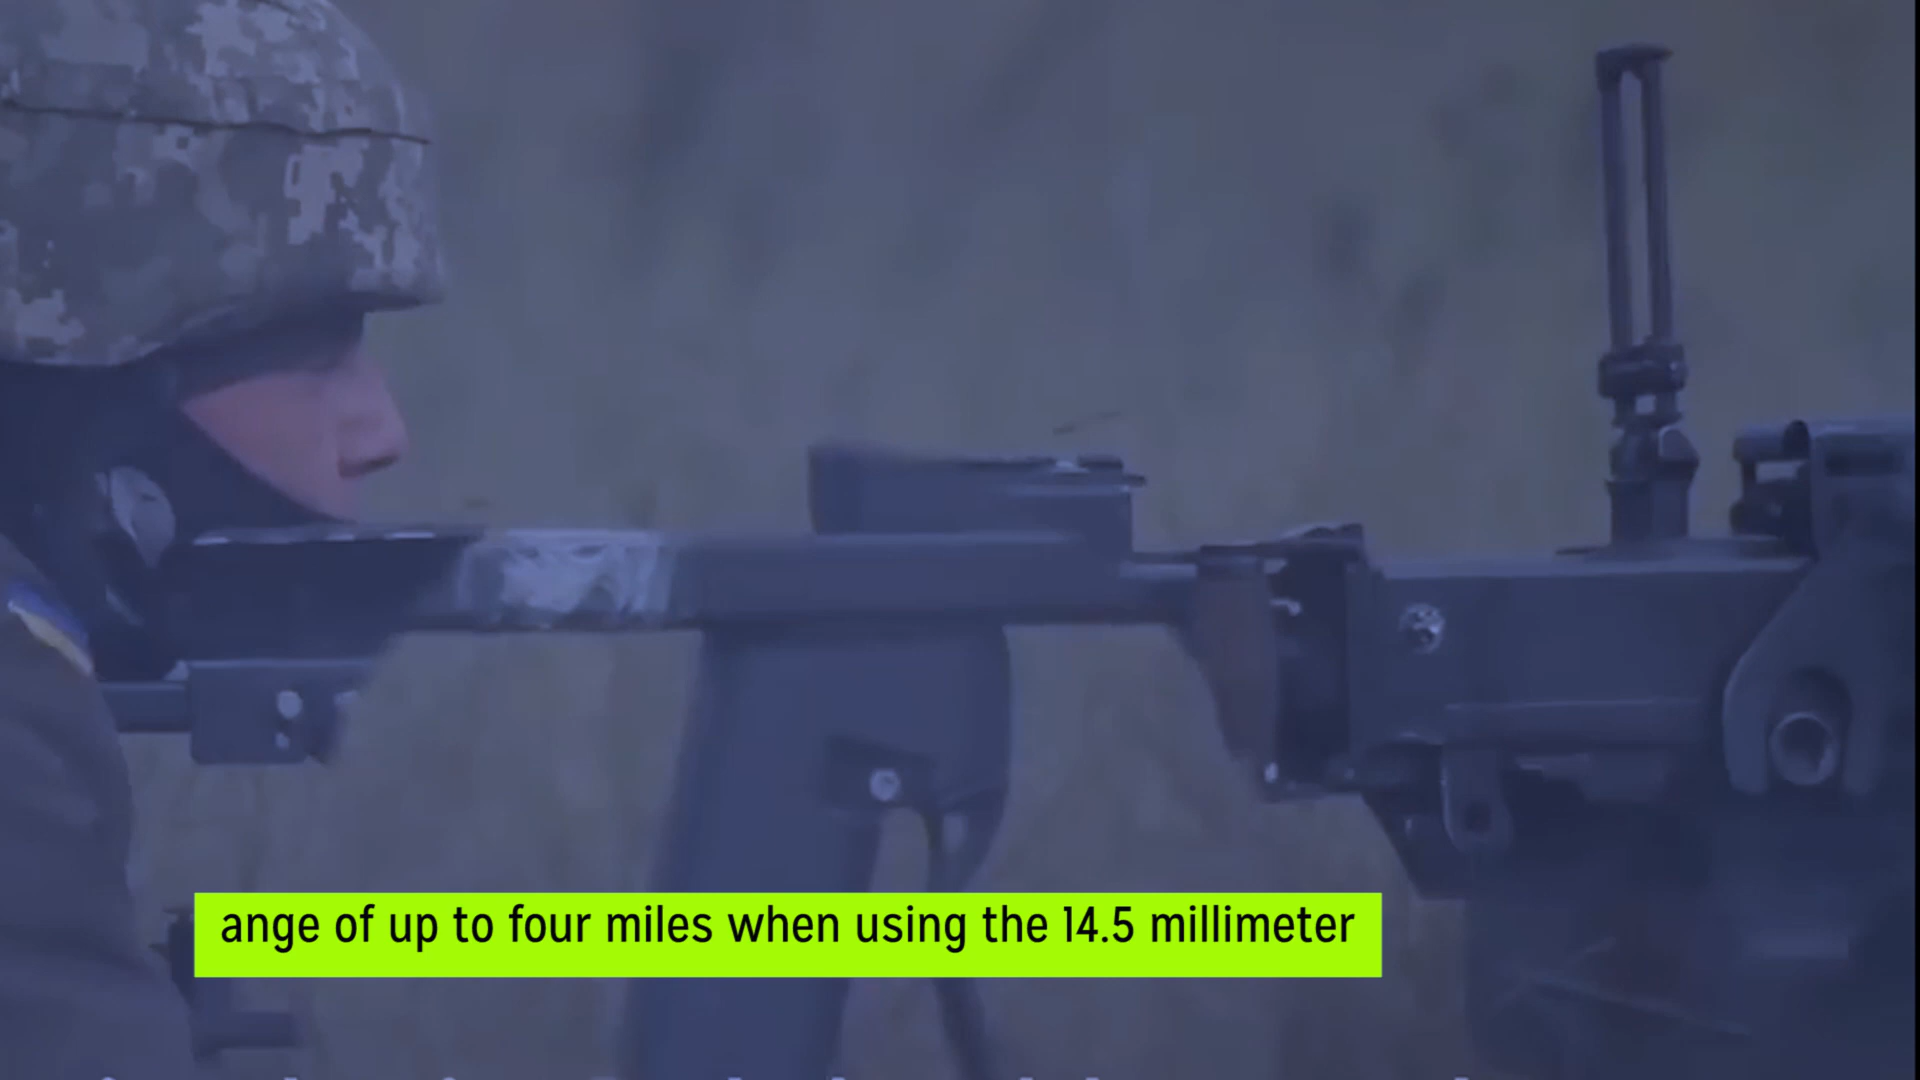 ange of up to four miles when using the 14.5 millimeter